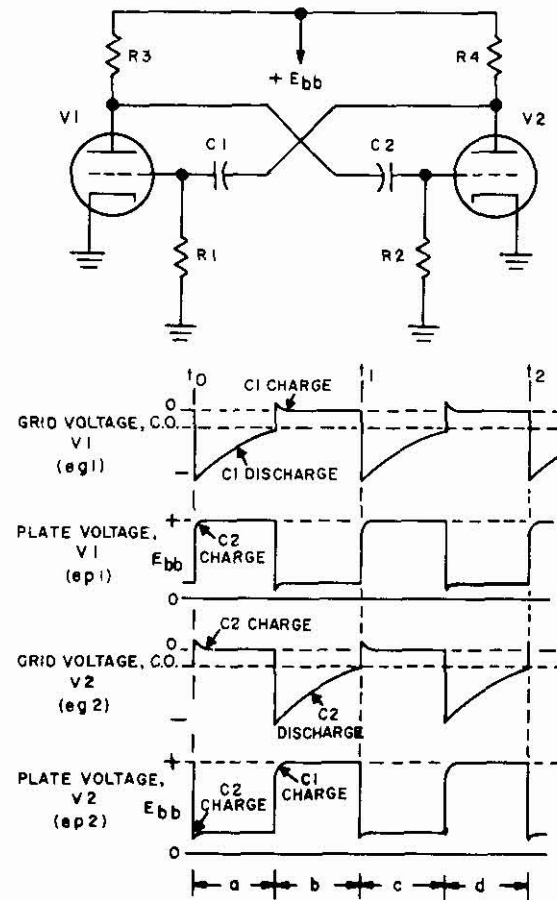 R3
R4
+ Ebb
V1
V2
C1
C2
R1
R2
t0
t1
t2
0
C1 CHARGE
GRID VOLTAGE, C.O.
V1
(eg1)
−
C1 DISCHARGE
PLATE VOLTAGE, +
V1
(ep1)
Ebb
C2
CHARGE
0
0
C2 CHARGE
GRID VOLTAGE, C.O.
V2
(eg2)
−
C2
DISCHARGE
PLATE VOLTAGE, +
V2
(ep2)
Ebb
C2
CHARGE
C1
CHARGE
0
a b c d